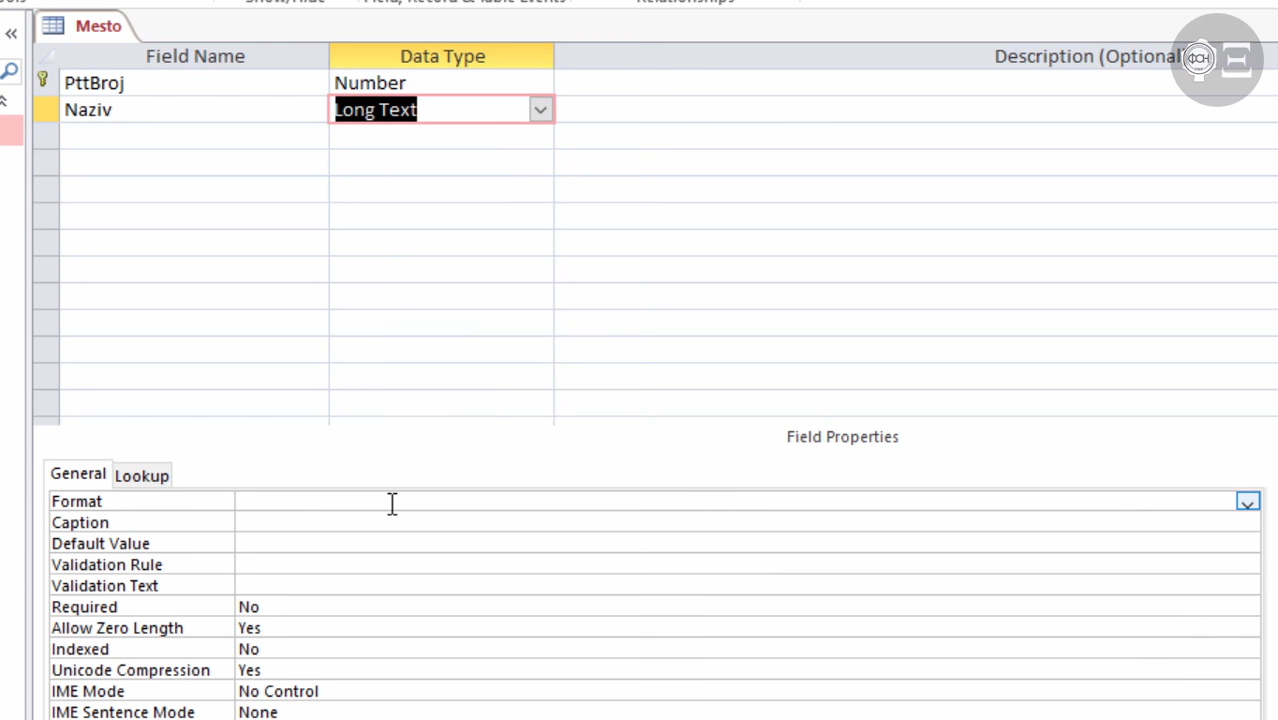 Mesto
Field Name Data Type Description (Optional
PttBroj Number
Naziv Long Text
Field Properties
General Lookup
Format
Caption
Default Value
Validation Rule
Validation Text
Required No
Allow Zero Length Yes
Indexed No
Unicode Compression Yes
IME Mode No Control
IME Sentence Mode None